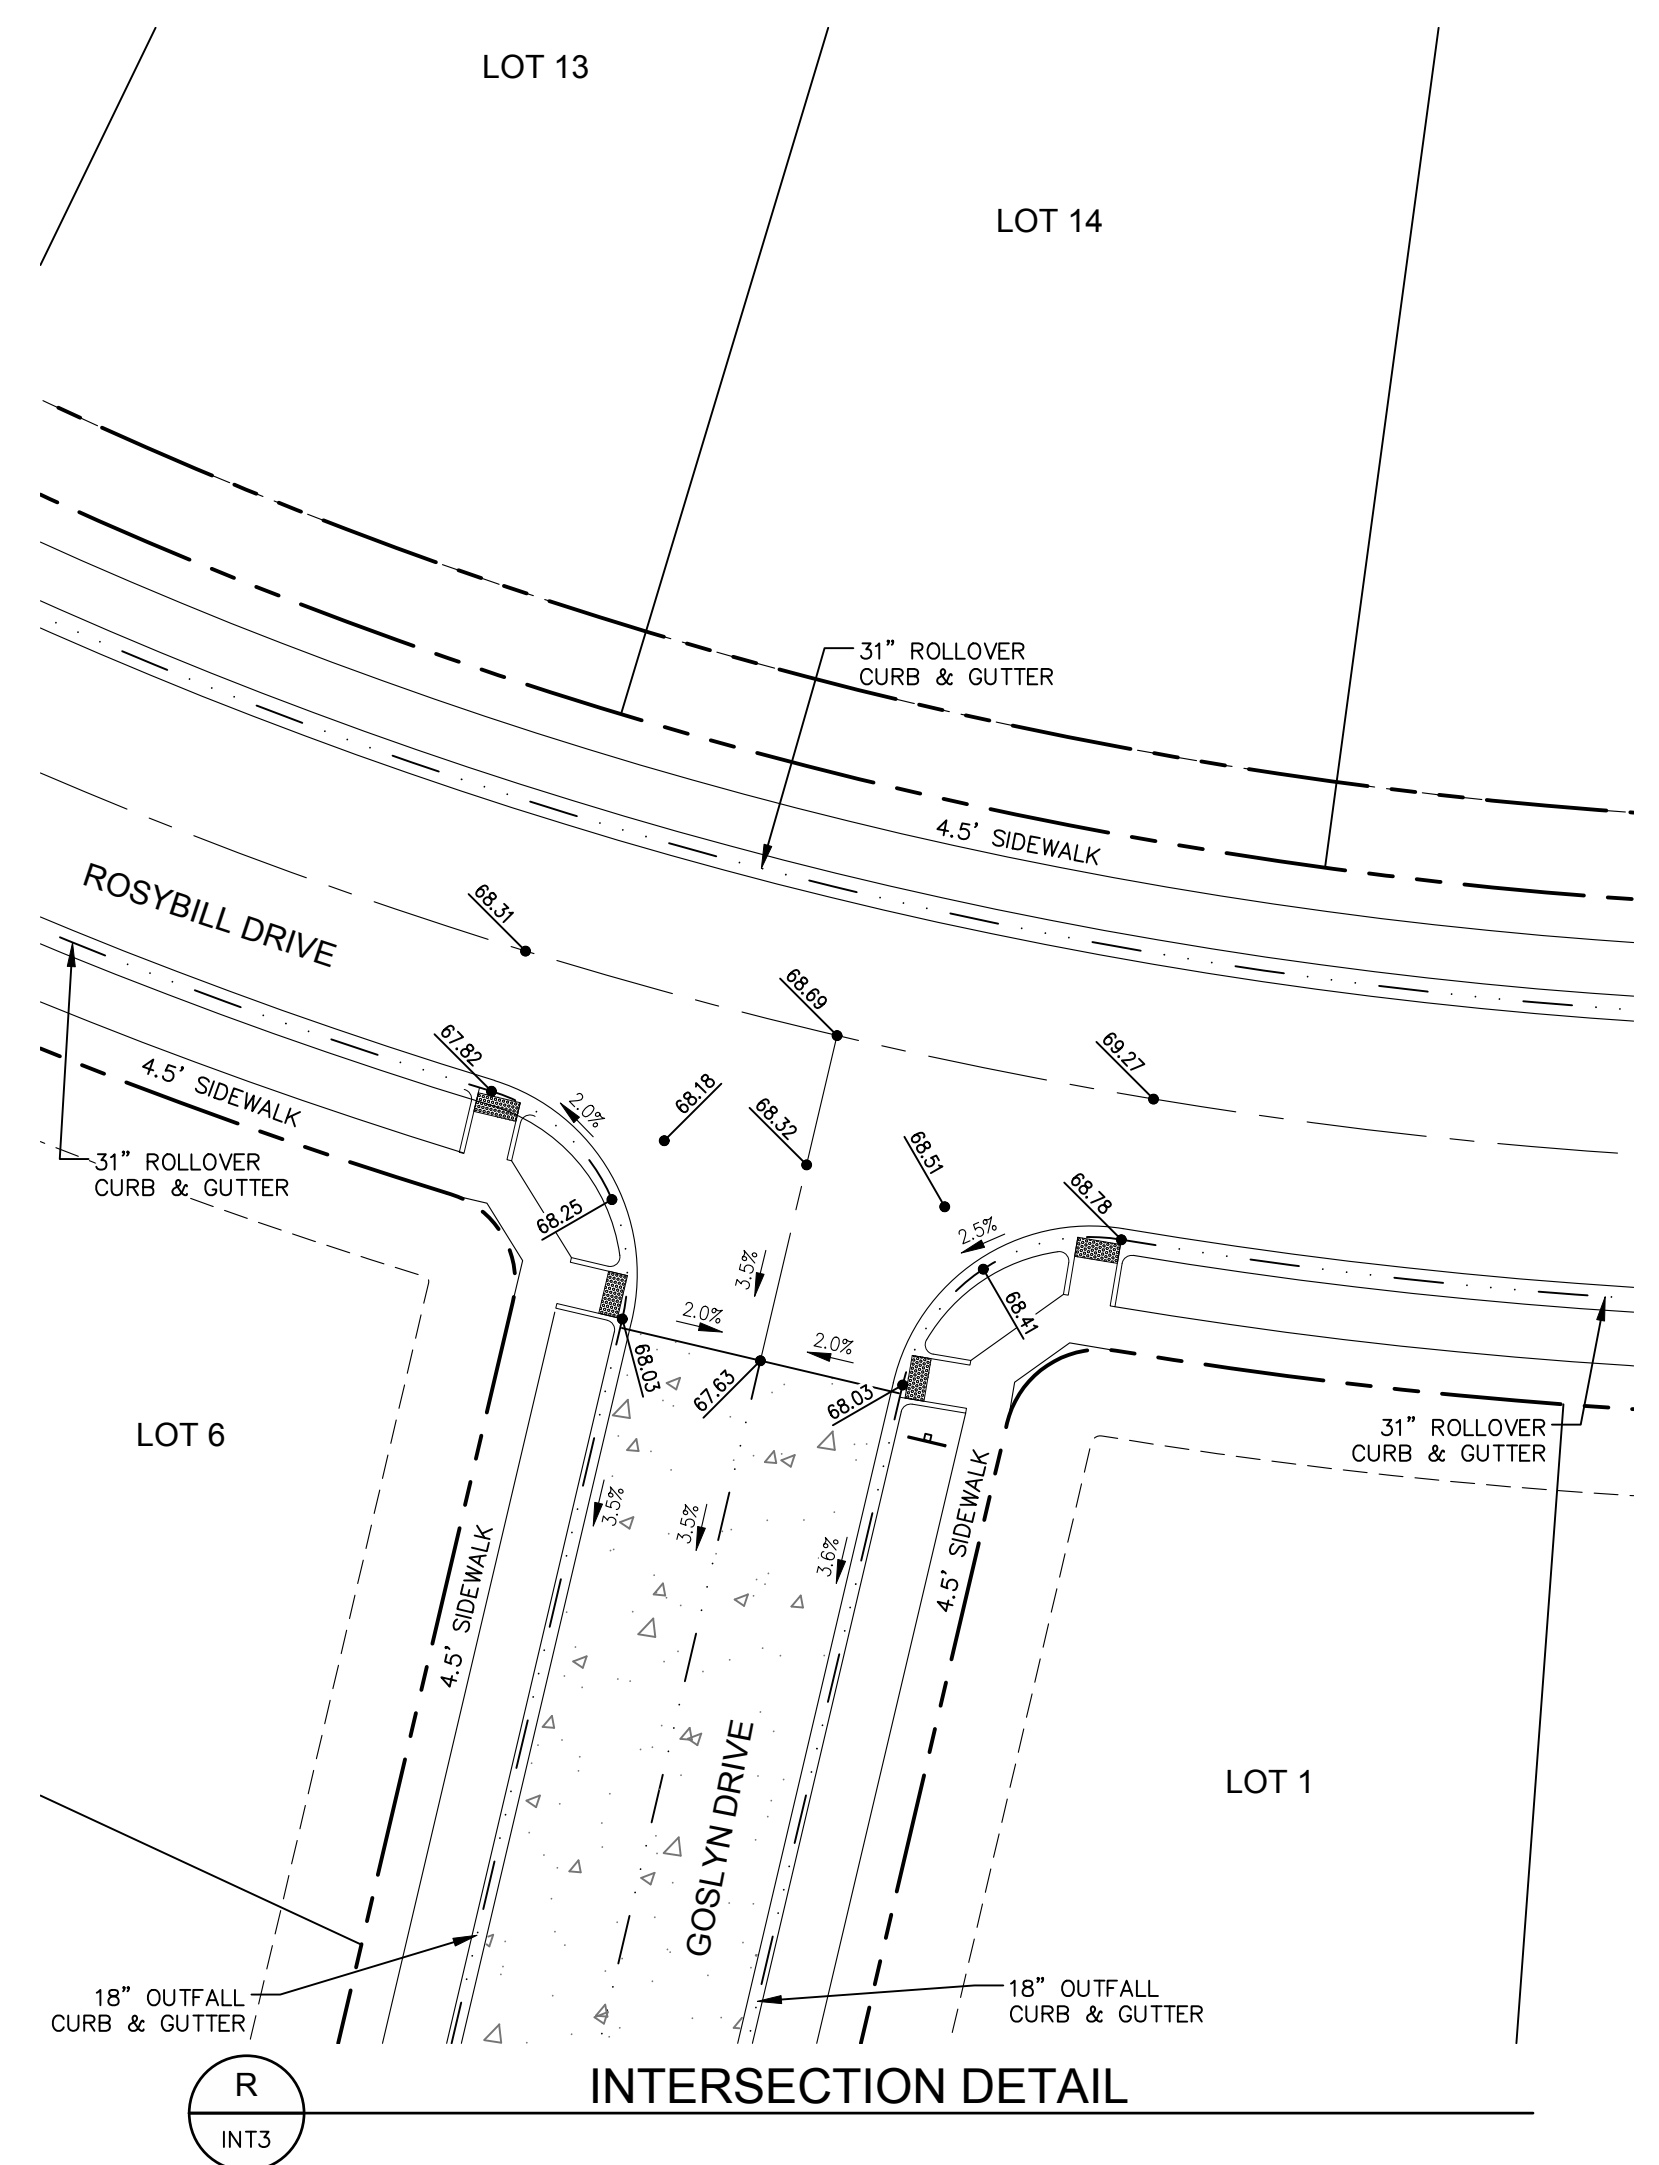 LOT 13
LOT 14
31” ROLLOVER
CURB & GUTTER
4.5’ SIDEWALK
ROSYBILL DRIVE
68.31
68.69
69.27
67.82
4.5’ SIDEWALK
2.0%
68.18
68.32
68.51
31” ROLLOVER
CURB & GUTTER
68.25
68.78
2.5%
3.5%
2.0%
2.0%
68.41
68.03
67.63
68.03
LOT 6
31” ROLLOVER
CURB & GUTTER
3.5%
3.5%
3.6%
4.5’ SIDEWALK
4.5’ SIDEWALK
GOSLYN DRIVE
LOT 1
18” OUTFALL
CURB & GUTTER
18” OUTFALL
CURB & GUTTER
R
INT3
INTERSECTION DETAIL